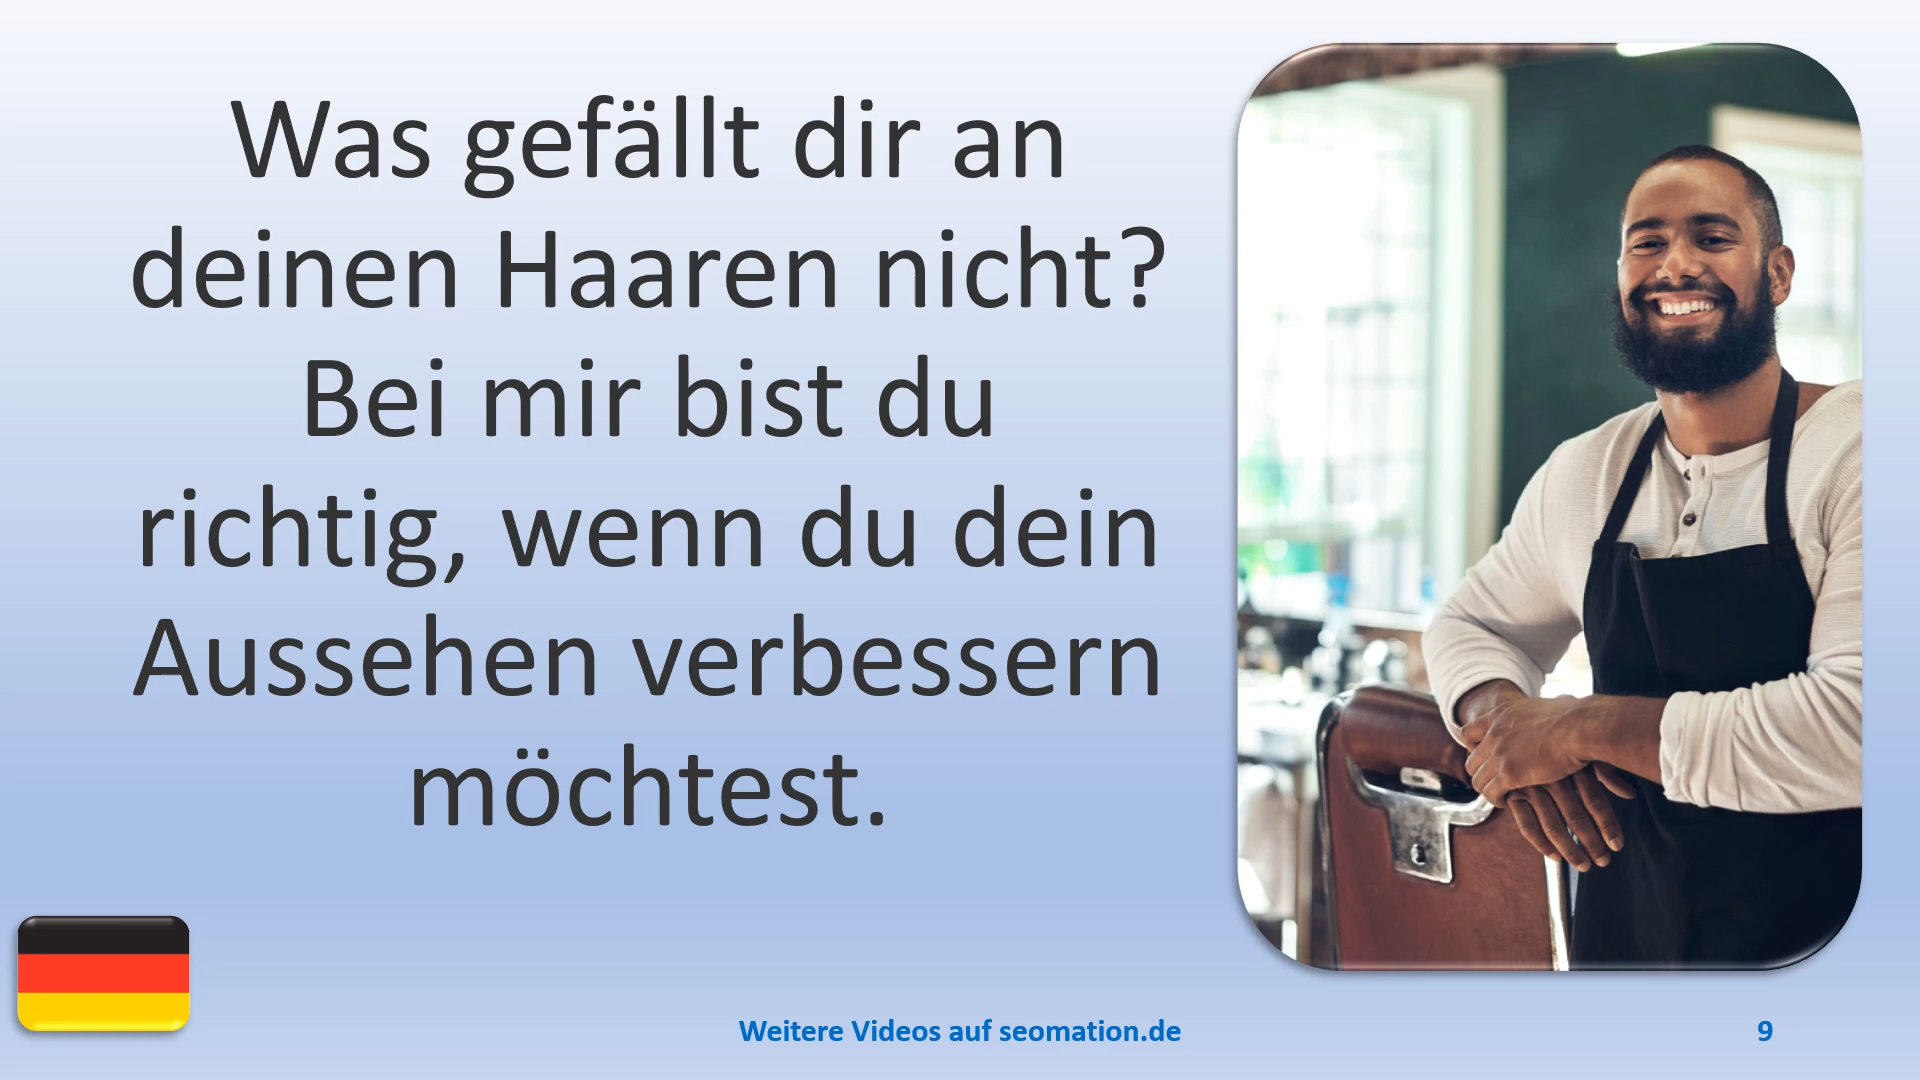 Was gefällt dir an
deinen Haaren nicht?
Bei mir bist du
richtig, wenn du dein
Aussehen verbessern
möchtest.
Weitere Videos auf seomation.de
9